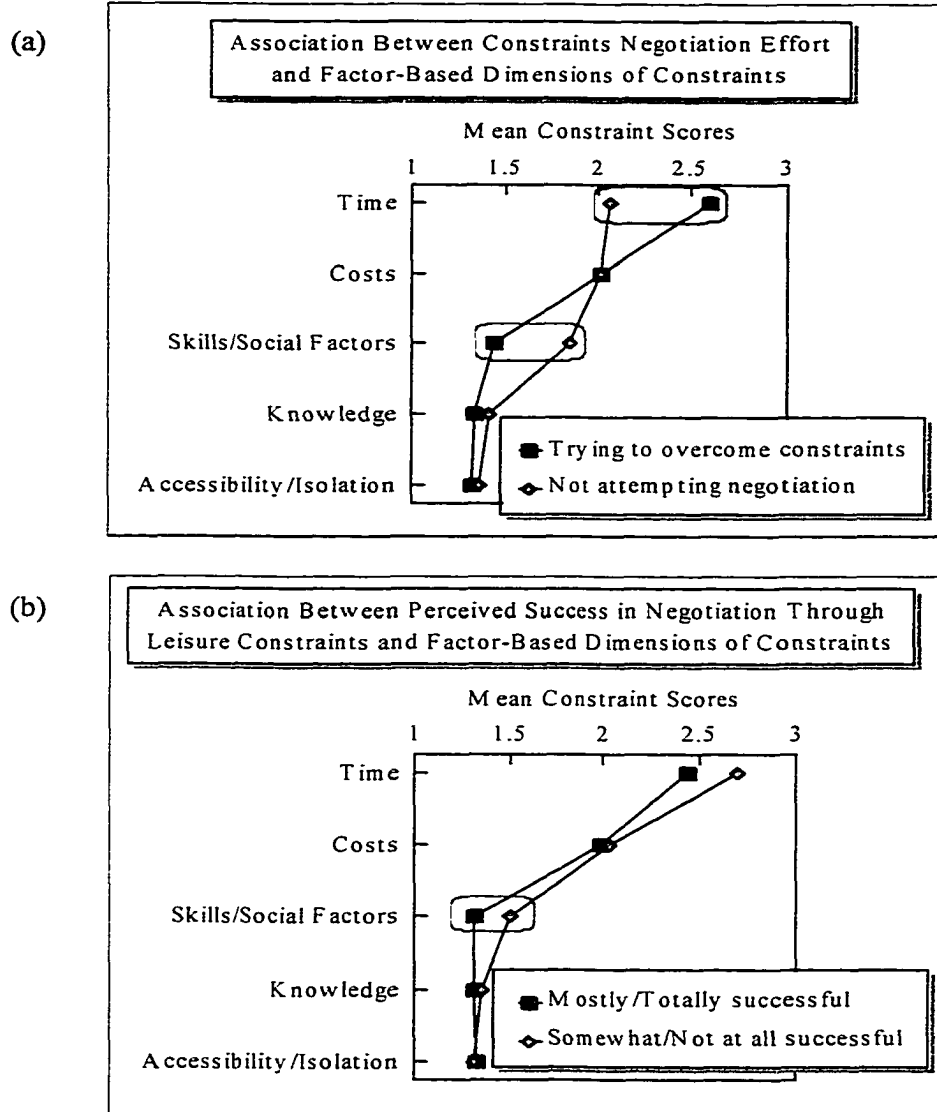 (a)
Association Between Constraints Negotiation Effort
and Factor-Based Dimensions of Constraints
Mean Constraint Scores
1 1.5 2 2.5 3
Time
Costs
Skills/Social Factors
Knowledge
Accessibility/Isolation
Trying to overcome constraints
Not attempting negotiation
(b)
Association Between Perceived Success in Negotiation Through
Leisure Constraints and Factor-Based Dimensions of Constraints
Mean Constraint Scores
1 1.5 2 2.5 3
Time
Costs
Skills/Social Factors
Knowledge
Accessibility/Isolation
Mostly/Totally successful
Somewhat/Not at all successful